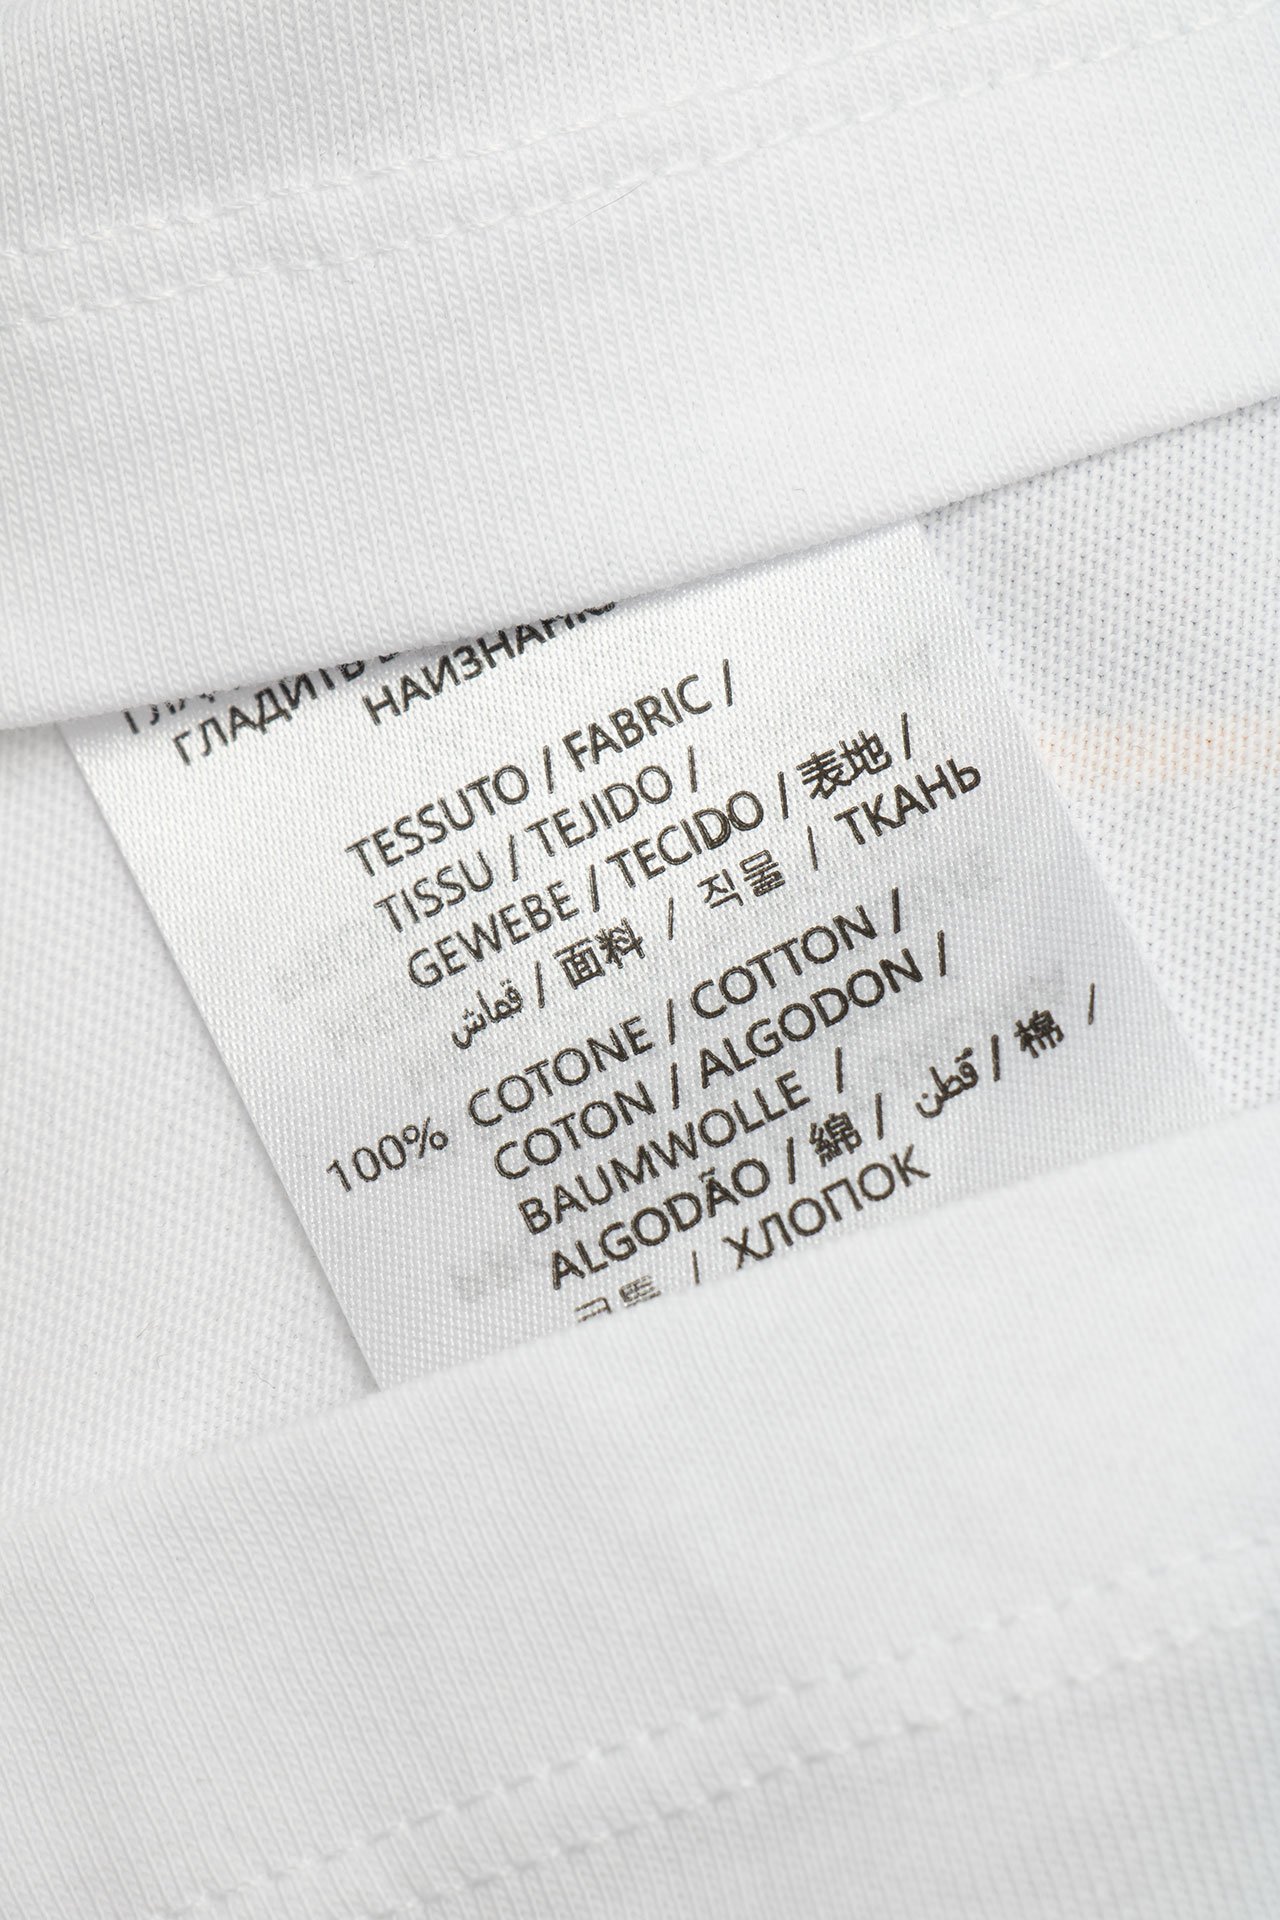 ГЛАДИТЬ
НАИЗНАНКУ
TESSUTO / FABRIC /
TISSU / TEJIDO /
GEWEBE / TECIDO / 表地 /
قماش / 面料 / 직물 / ТКАНЬ
100% COTONE / COTTON /
COTON / ALGODON /
BAUMWOLLE /
ALGODÃO / 綿 / قطن / 棉 /
/ ХЛОПОК